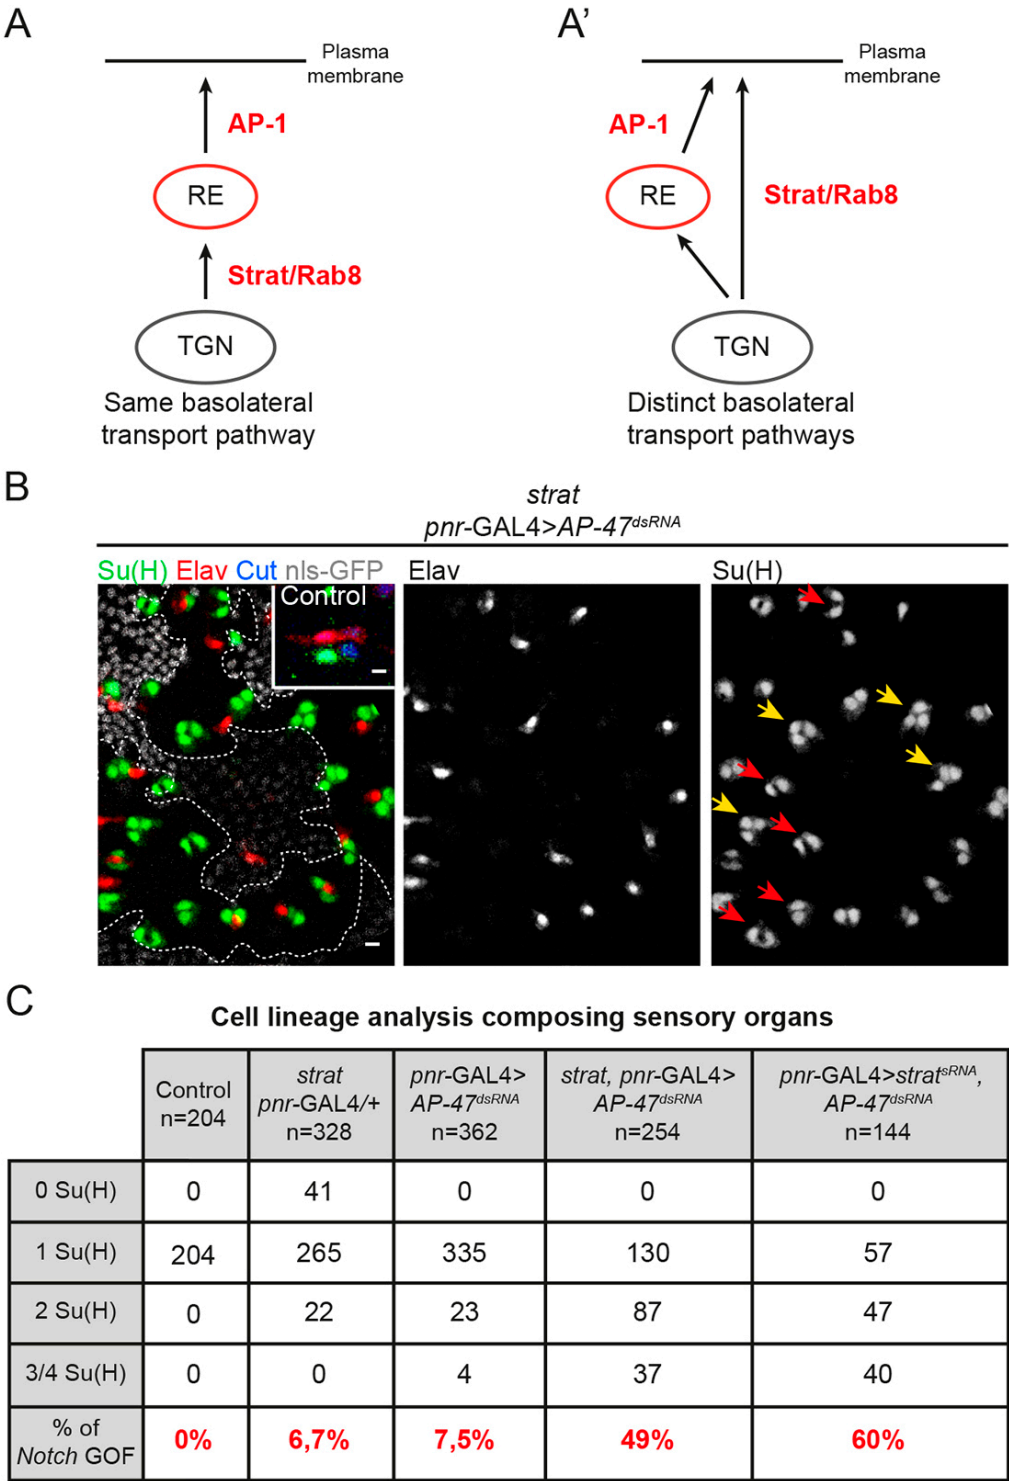 A
Plasma
membrane
AP-1
RE
Strat/Rab8
TGN
Same basolateral
transport pathway
A'
Plasma
membrane
AP-1
RE
Strat/Rab8
TGN
Distinct basolateral
transport pathways
B
strat
pnr-GAL4>AP-47dsRNA
Su(H) Elav Cut nls-GFP
Control
Elav
Su(H)
C
Cell lineage analysis composing sensory organs
Control
n=204
strat
pnr-GAL4/+
n=328
pnr-GAL4>
AP-47dsRNA
n=362
strat, pnr-GAL4>
AP-47dsRNA
n=254
pnr-GAL4>stratsRNA,
AP-47dsRNA
n=144
0 Su(H) 0 41 0 0 0
1 Su(H) 204 265 335 130 57
2 Su(H) 0 22 23 87 47
3/4 Su(H) 0 0 4 37 40
% of
Notch GOF 0% 6,7% 7,5% 49% 60%